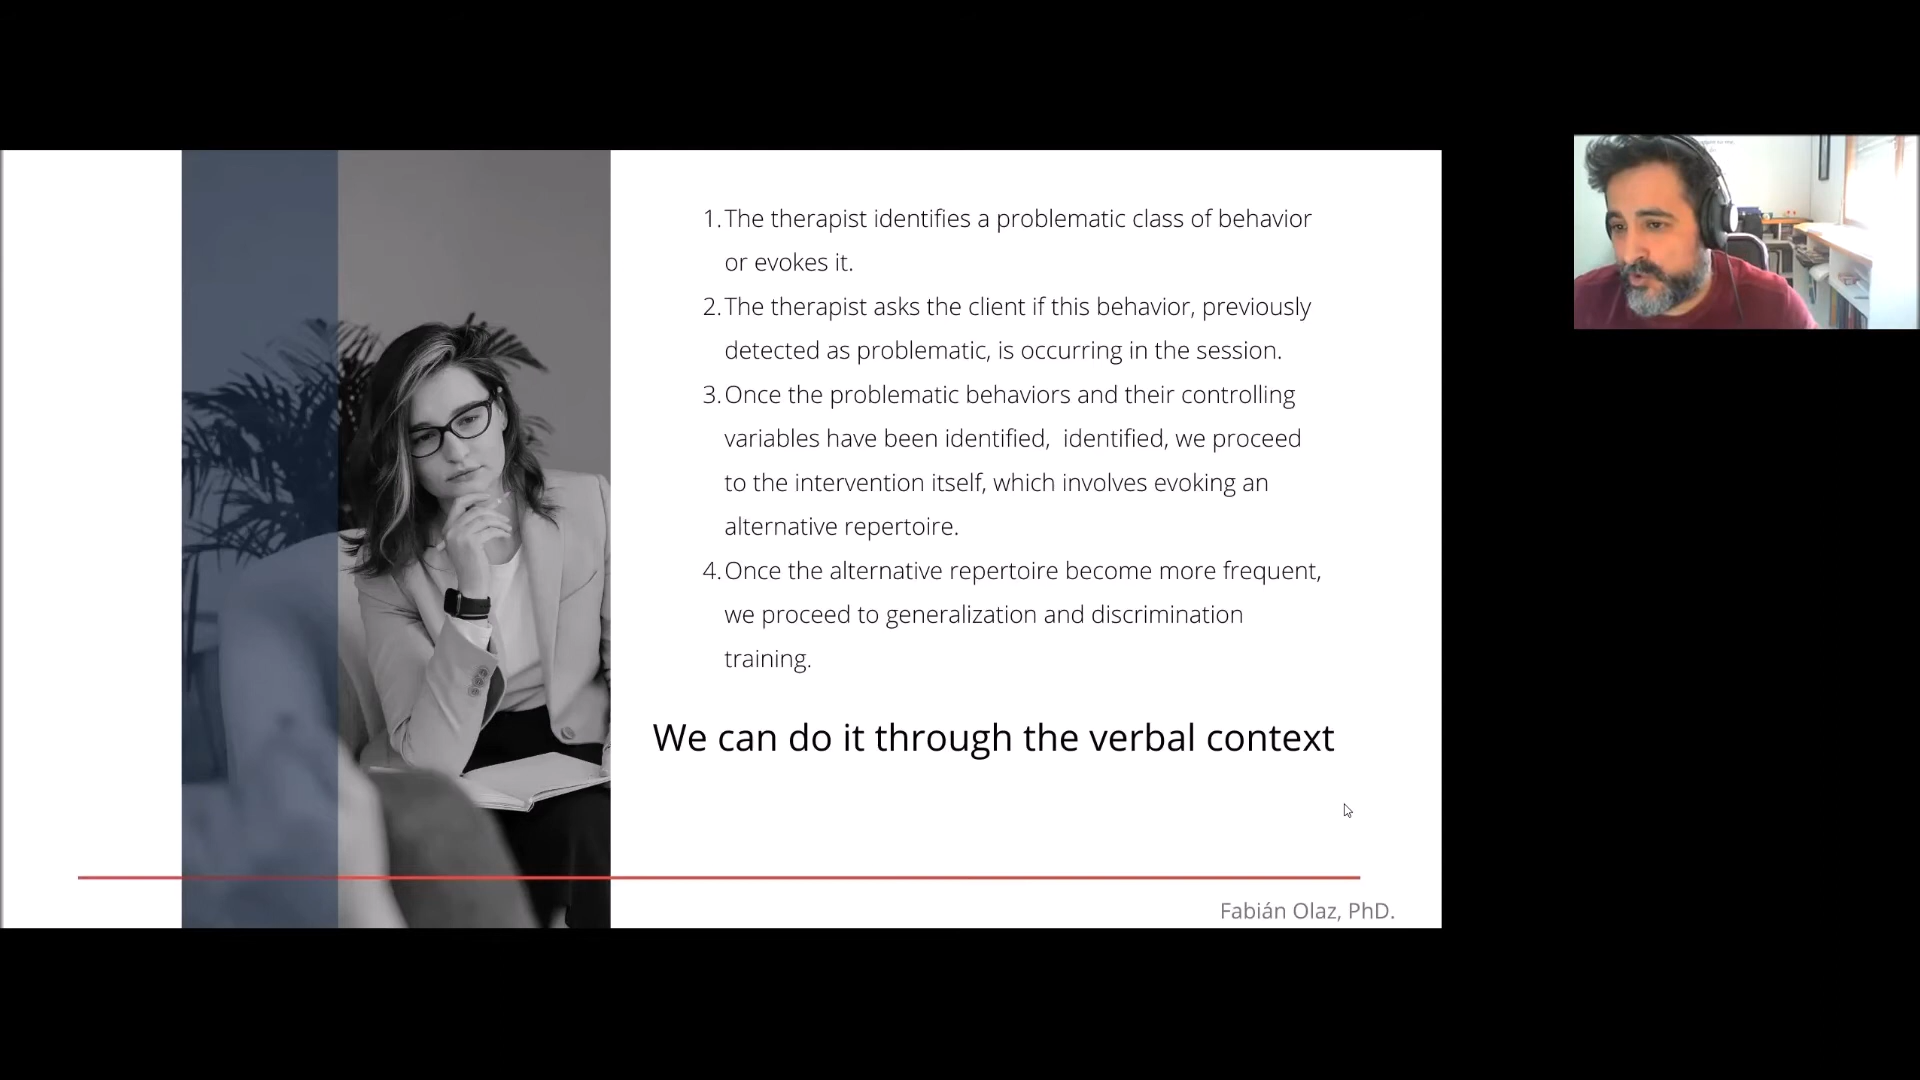 1. The therapist identifies a problematic class of behavior
or evokes it.
2. The therapist asks the client if this behavior, previously
detected as problematic, is occurring in the session.
3. Once the problematic behaviors and their controlling
variables have been identified,  identified, we proceed
to the intervention itself, which involves evoking an
alternative repertoire.
4. Once the alternative repertoire become more frequent,
we proceed to generalization and discrimination
training.
We can do it through the verbal context
Fabián Olaz, PhD.